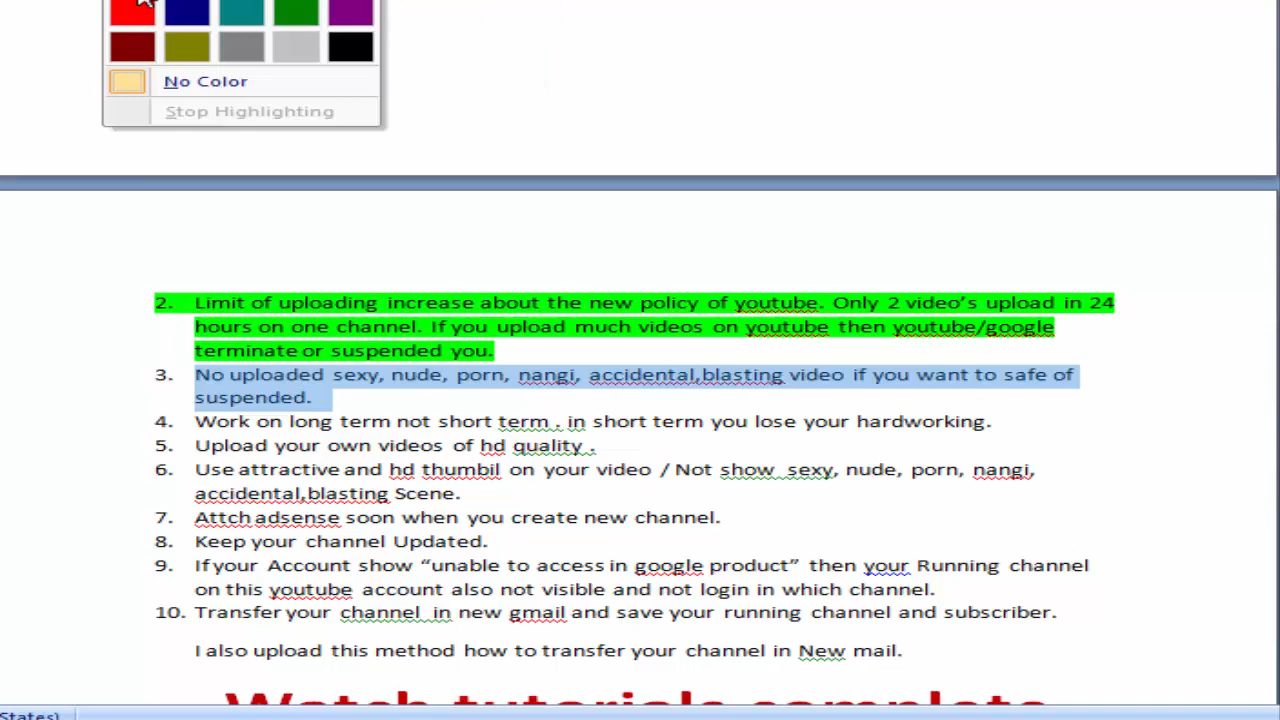 No Color
Stop Highlighting
2. Limit of uploading increase about the new policy of youtube. Only 2 video's upload in 24
hours on one channel. If you upload much videos on youtube then youtube/google
terminate or suspended you.
3. No uploaded sexy, nude, porn, nangi, accidental,blasting video if you want to safe of
suspended.
4. Work on long term not short term . in short term you lose your hardworking.
5. Upload your own videos of hd quality .
6. Use attractive and hd thumbil on your video / Not show sexy, nude, porn, nangi,
accidental,blasting Scene.
7. Attch adsense soon when you create new channel.
8. Keep your channel Updated.
9. If your Account show “unable to access in google product” then your Running channel
on this youtube account also not visible and not login in which channel.
10. Transfer your channel in new gmail and save your running channel and subscriber.
I also upload this method how to transfer your channel in New mail.
Watch tutorials complete
States)